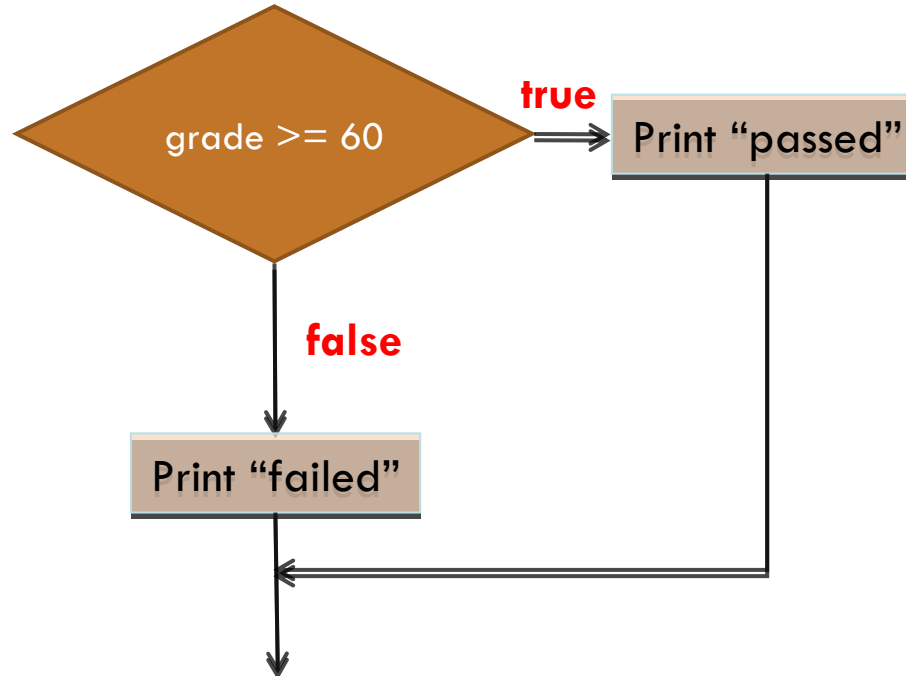 grade >= 60
true
Print “passed”
false
Print “failed”